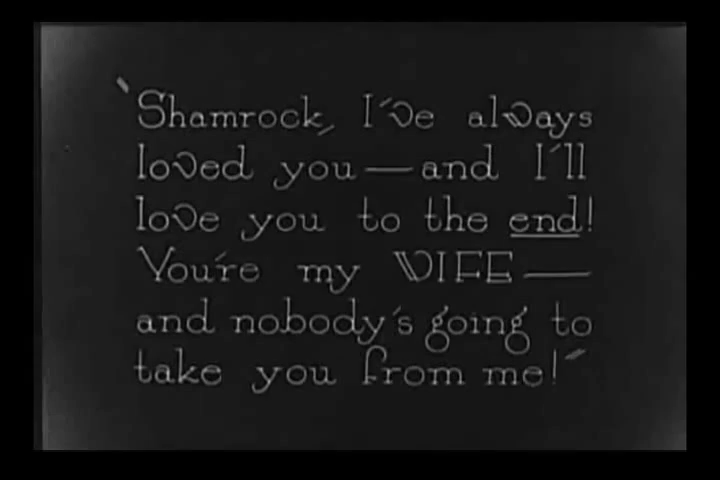 "Shamrock, I've always
loved you—and I'll
love you to the end!
You're my WIFE—
and nobody's going to
take you from me!"